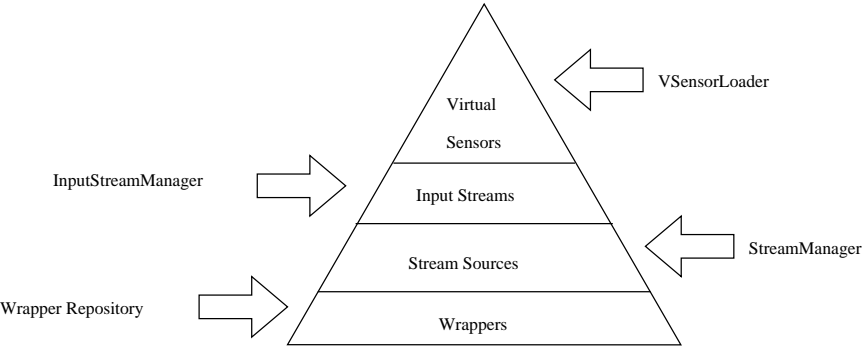 Virtual
Sensors
VSensorLoader
InputStreamManager
Input Streams
StreamManager
Stream Sources
Wrapper Repository
Wrappers